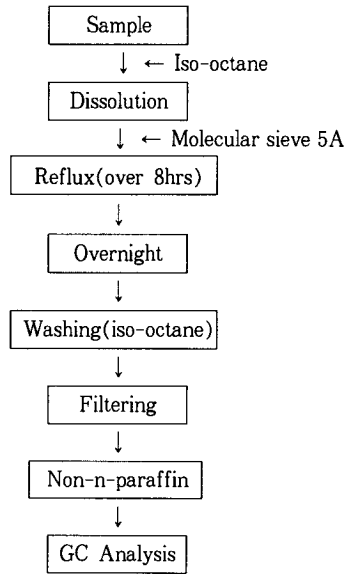 Sample
← Iso-octane
Dissolution
← Molecular sieve 5A
Reflux(over 8hrs)
Overnight
Washing(iso-octane)
Filtering
Non-n-paraffin
GC Analysis